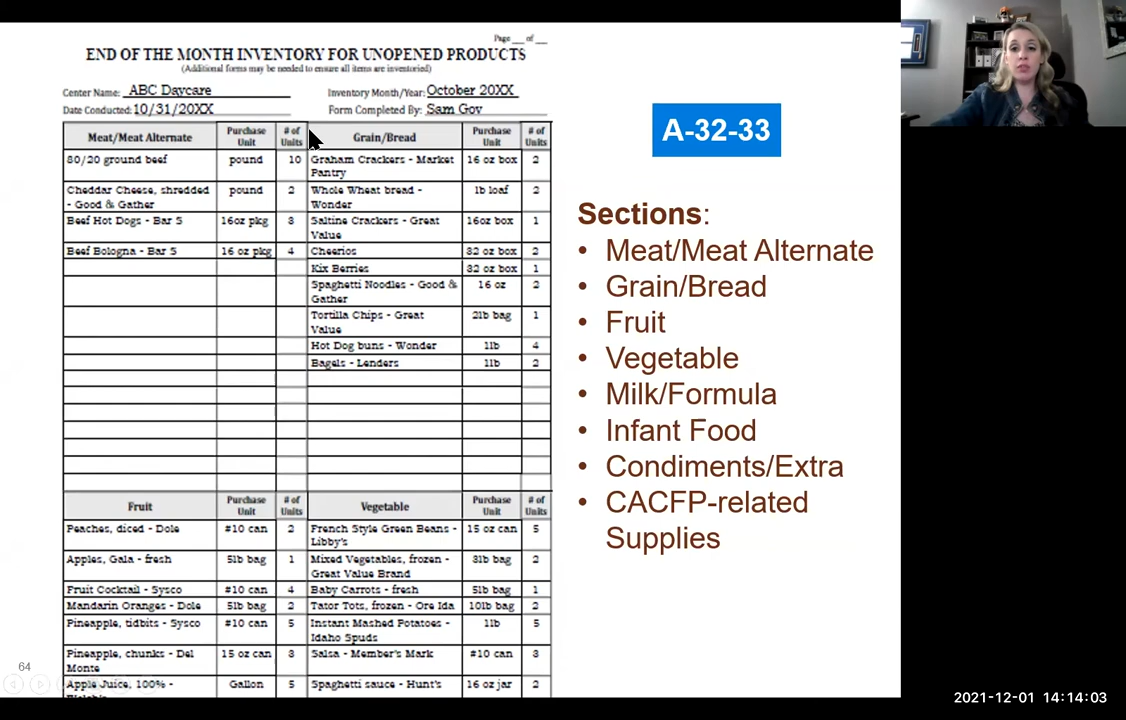 Page __ of __
END OF THE MONTH INVENTORY FOR UNOPENED PRODUCTS
(Additional forms may be needed to ensure all items are inventoried)
Center Name: ABC Daycare Inventory Month/Year: October 20XX
Date Conducted: 10/31/20XX Form Completed By: Sam Gov
Meat/Meat Alternate Purchase Unit # of Units Grain/Bread Purchase Unit # of Units
80/20 ground beef pound 10 Graham Crackers - Market Pantry 16 oz box 2
Cheddar Cheese, shredded - Good & Gather pound 2 Whole Wheat bread - Wonder 1b loaf 2
Beef Hot Dogs - Bar S 16oz pkg 3 Saltine Crackers - Great Value 16oz box 1
Beef Bologna - Bar S 16 oz pkg 4 Cheerios 32 oz box 2
Kix Berries 32 oz box 1
Spaghetti Noodles - Good & Gather 16 oz 2
Tortilla Chips - Great Value 2lb bag 1
Hot Dog buns - Wonder 1lb 4
Bagels - Lenders 1lb 2
Fruit Purchase Unit # of Units Vegetable Purchase Unit # of Units
Peaches, diced - Dole #10 can 2 French Style Green Beans - Libby's 15 oz can 5
Apples, Gala - fresh 5lb bag 1 Mixed Vegetables, frozen - Great Value Brand 3lb bag 2
Fruit Cocktail - Sysco #10 can 4 Baby Carrots - fresh 5lb bag 1
Mandarin Oranges - Dole 5lb bag 2 Tator Tots, frozen - Ore Ida 10lb bag 2
Pineapple, tidbits - Sysco #10 can 5 Instant Mashed Potatoes - Idaho Spuds 1lb 5
Pineapple, chunks - Del Monte 15 oz can 3 Salsa - Member's Mark #10 can 3
Apple Juice, 100% - Gallon 5 Spaghetti sauce - Hunt's 16 oz jar 2
A-32-33
Sections:
• Meat/Meat Alternate
• Grain/Bread
• Fruit
• Vegetable
• Milk/Formula
• Infant Food
• Condiments/Extra
• CACFP-related
Supplies
64
2021-12-01 14:14:03